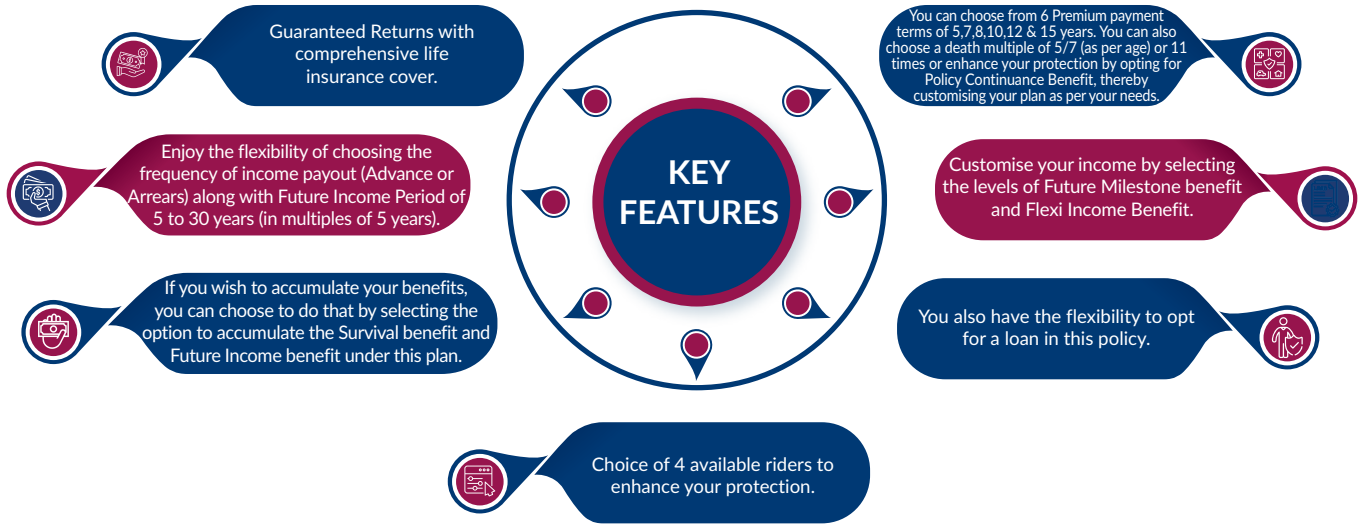 Guaranteed Returns with
comprehensive life
insurance cover.
Enjoy the flexibility of choosing the
frequency of income payout (Advance or
Arrears) along with Future Income Period of
5 to 30 years (in multiples of 5 years).
If you wish to accumulate your benefits,
you can choose to do that by selecting the
option to accumulate the Survival benefit and
Future Income benefit under this plan.
KEY
FEATURES
You can choose from 6 Premium payment
terms of 5,7,8,10,12 & 15 years. You can also
choose a death multiple of 5/7 (as per age) or 11
times or enhance your protection by opting for
Policy Continuance Benefit, thereby
customising your plan as per your needs.
Customise your income by selecting
the levels of Future Milestone benefit
and Flexi Income Benefit.
You also have the flexibility to opt
for a loan in this policy.
Choice of 4 available riders to
enhance your protection.